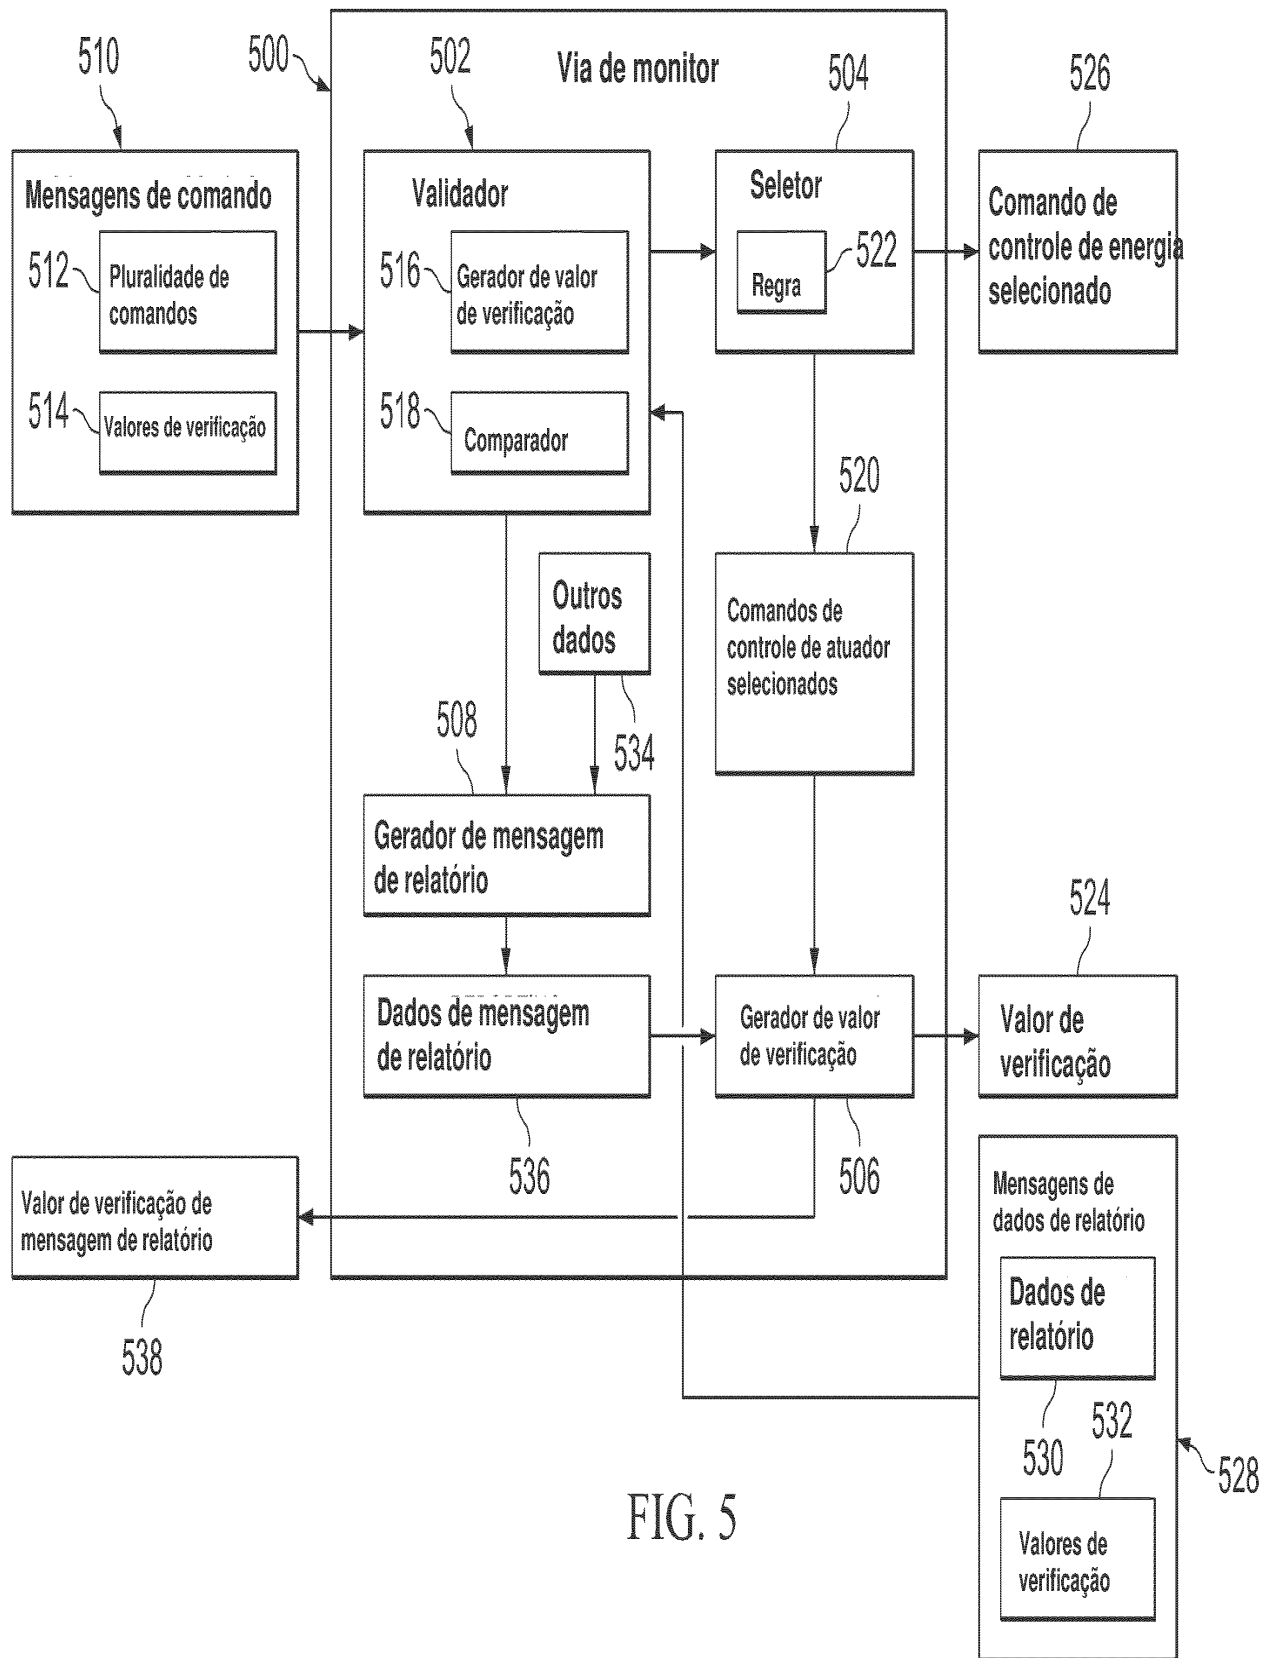 510
500
502
Via de monitor
504
526
Mensagens de comando
512
Pluralidade de
comandos
514
Valores de verificação
Validador
516
Gerador de valor
de verificação
518
Comparador
Seletor
522
Regra
Comando de
controle de energia
selecionado
520
Outros
dados
534
Comandos de
controle de atuador
selecionados
508
Gerador de mensagem
de relatório
524
Dados de mensagem
de relatório
536
Gerador de valor
de verificação
506
Valor de
verificação
Valor de verificação de
mensagem de relatório
538
Mensagens de
dados de relatório
Dados de
relatório
530
532
528
Valores de
verificação
FIG. 5